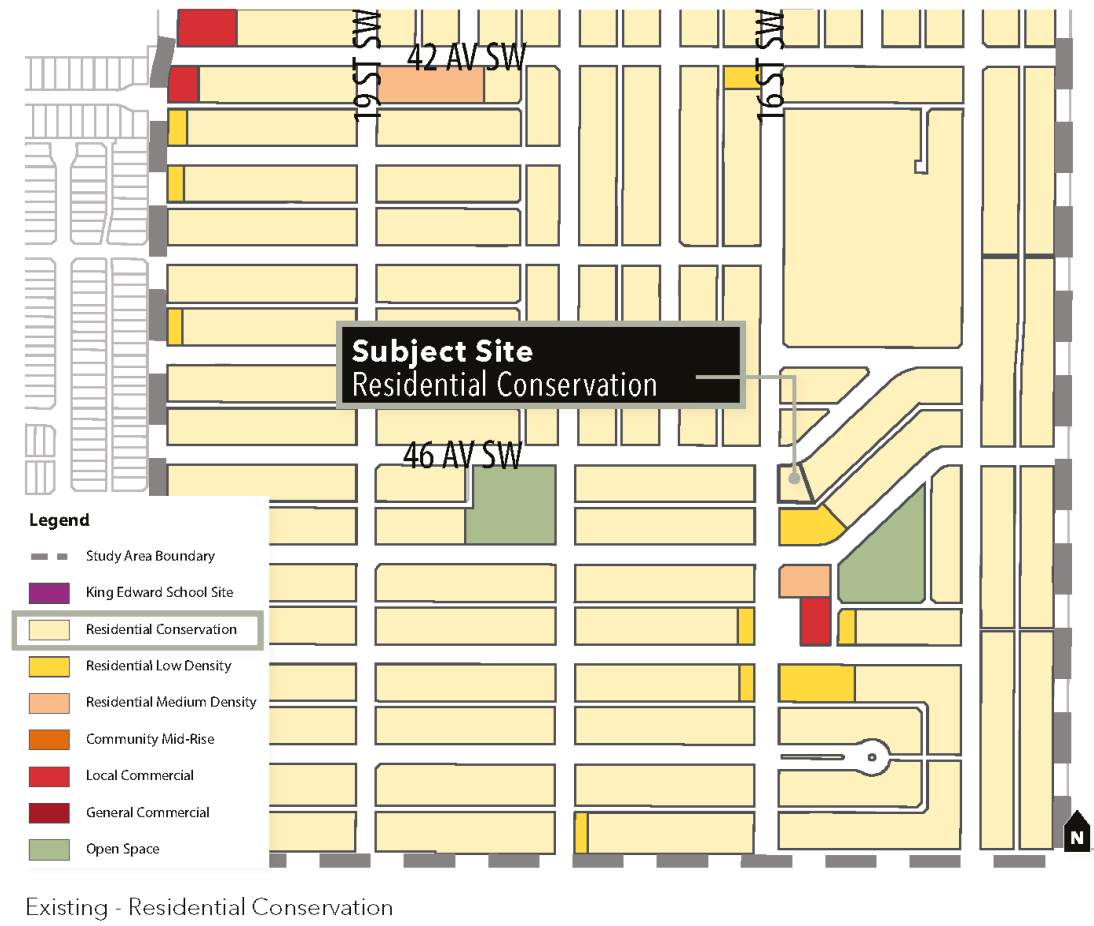 19 ST SW
42 AV SW
16 ST SW
Subject Site
Residential Conservation
46 AV SW
Legend
Study Area Boundary
King Edward School Site
Residential Conservation
Residential Low Density
Residential Medium Density
Community Mid-Rise
Local Commercial
General Commercial
Open Space
N
Existing - Residential Conservation